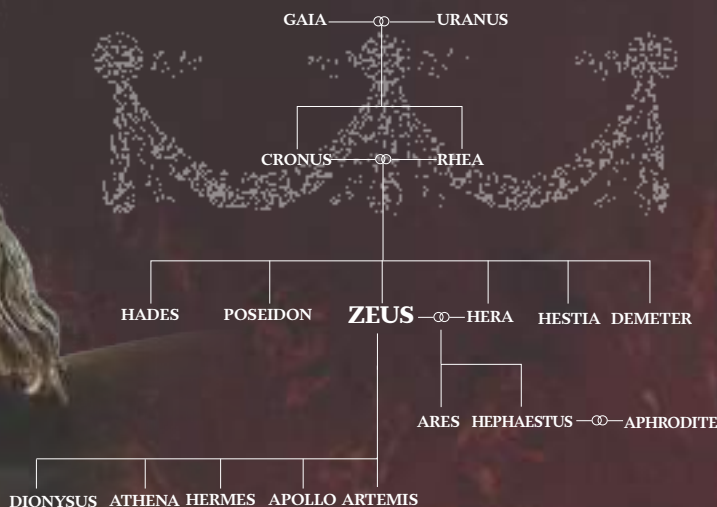 GAIA URANUS
CRONUS RHEA
HADES POSEIDON ZEUS HERA HESTIA DEMETER
ARES HEPHAESTUS APHRODITE
DIONYSUS ATHENA HERMES APOLLO ARTEMIS